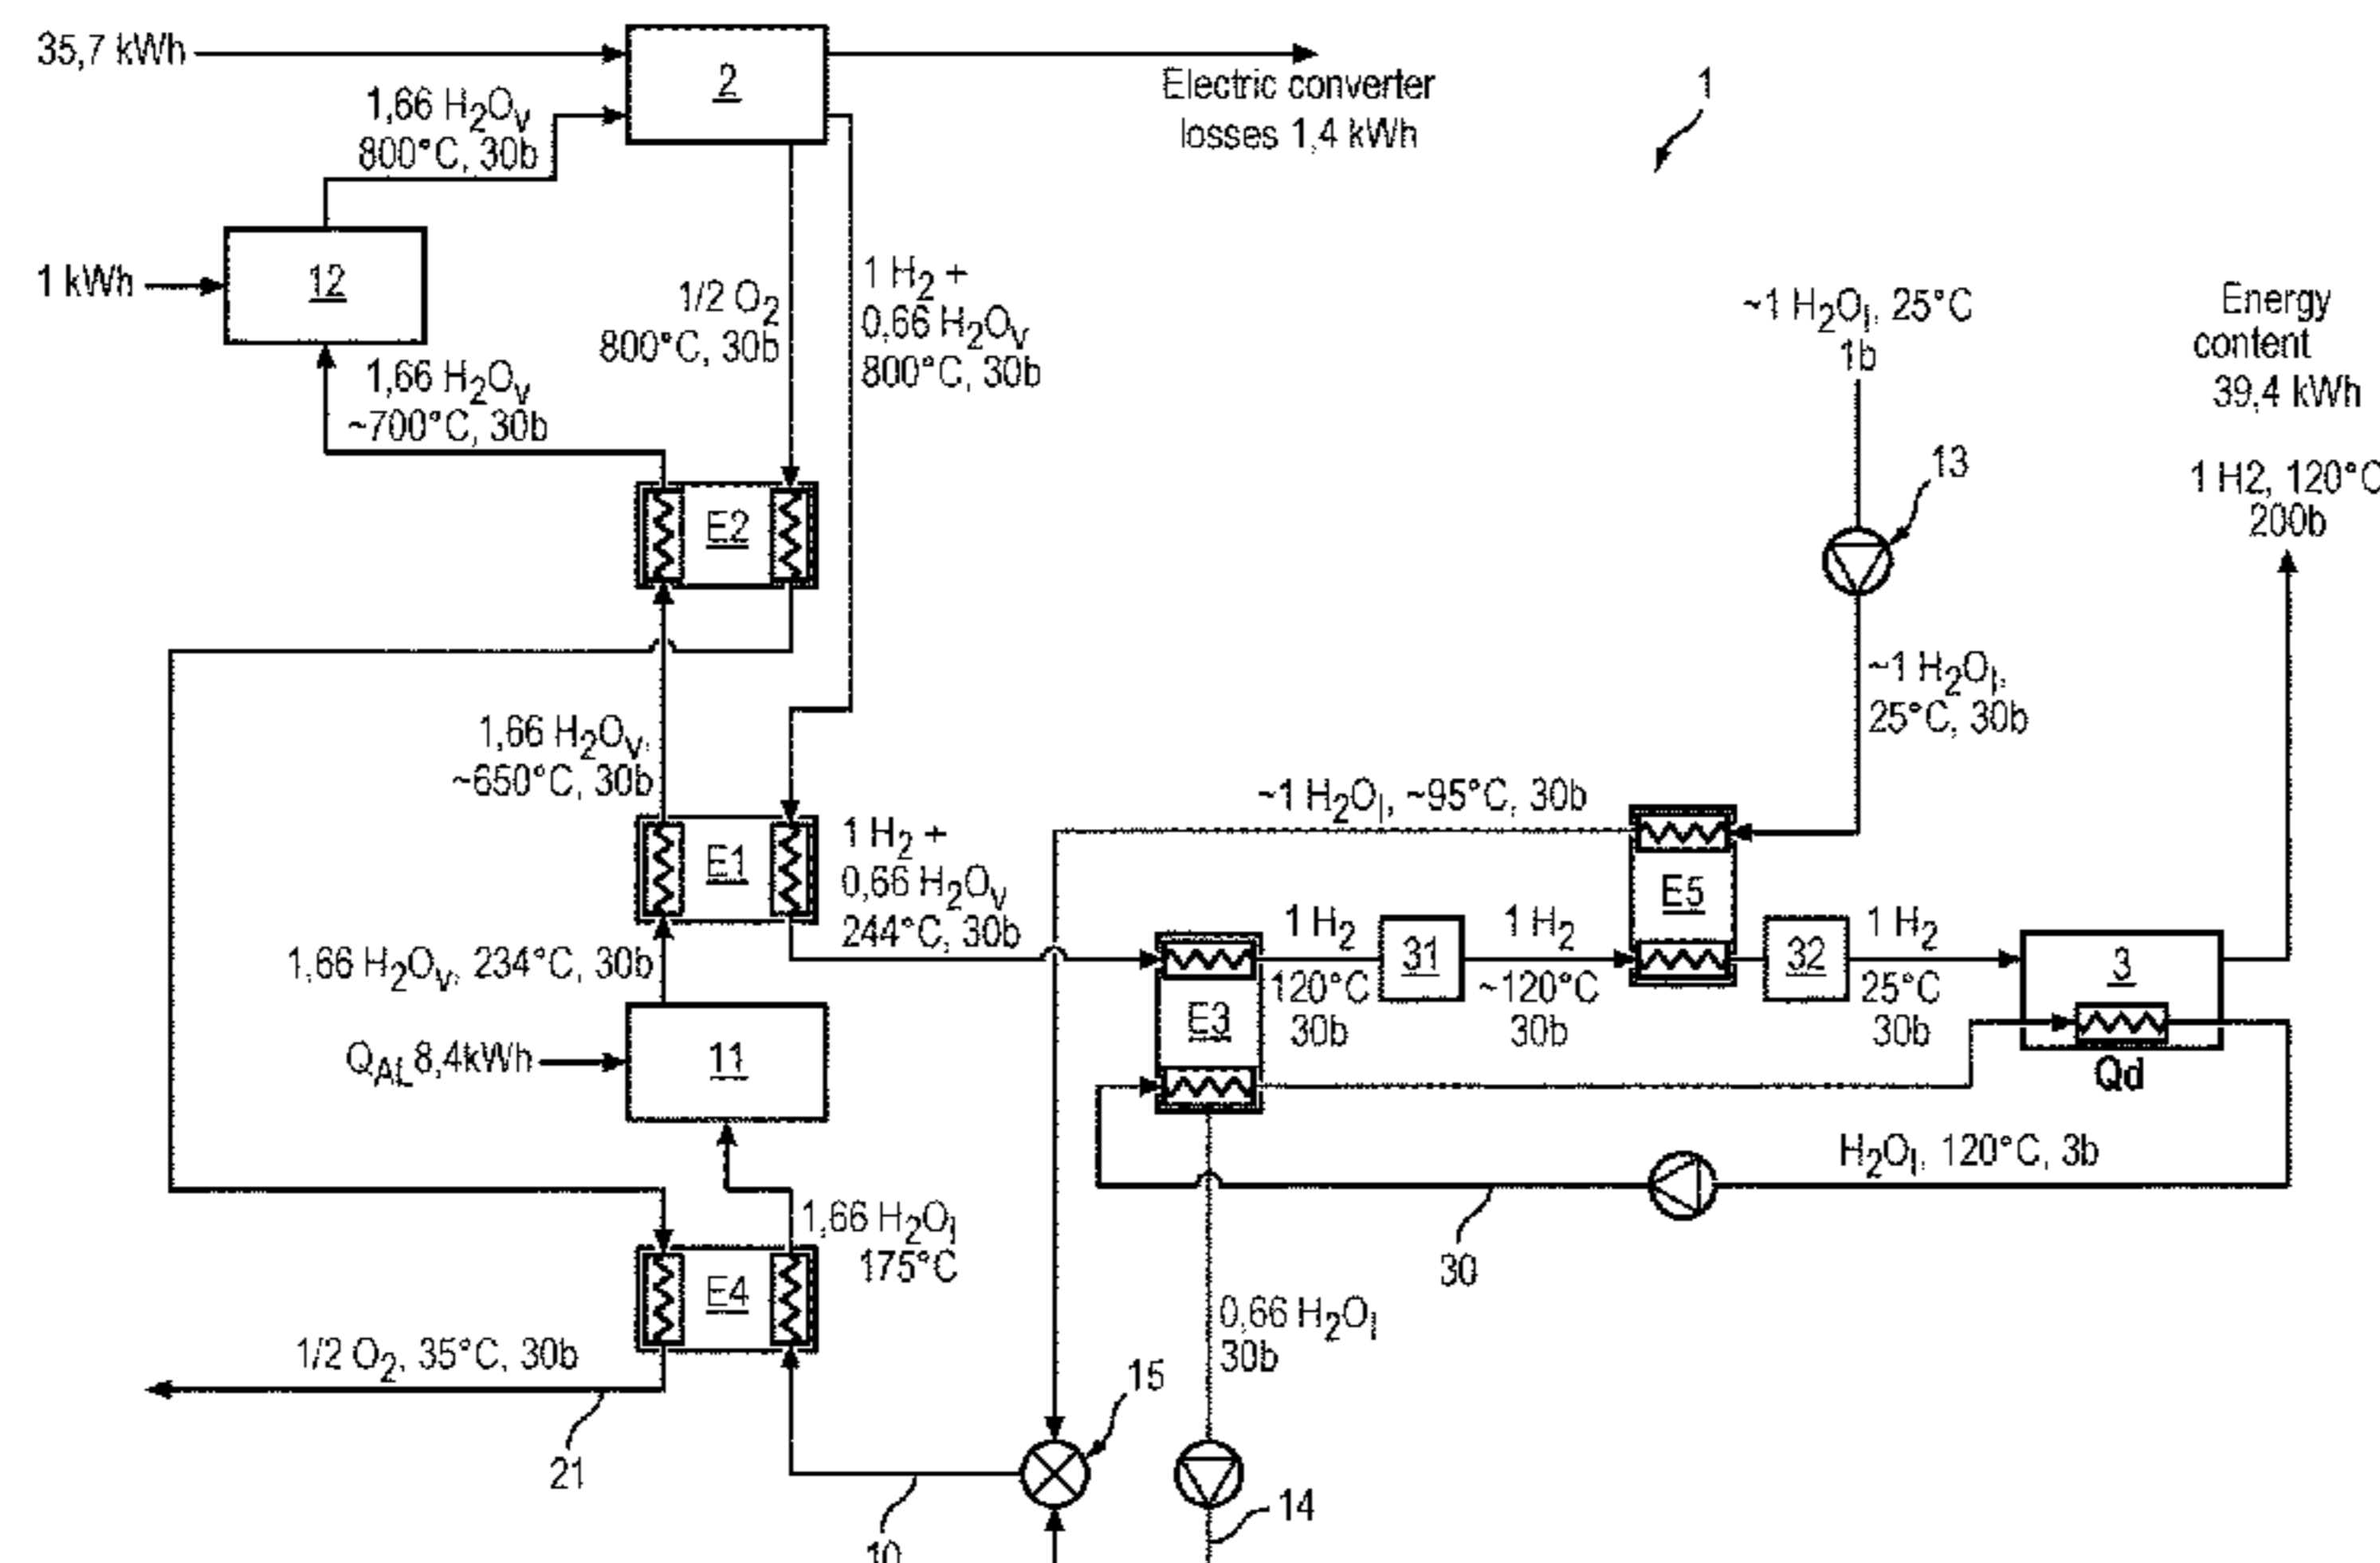 35,7 kWh
2
Electric converter
losses 1,4 kWh
1
1,66 H2Ov
800°C, 30b
1 kWh
12
1/2 O2
800°C, 30b
1 H2 +
0,66 H2Ov
800°C, 30b
~1 H2Ol, 25°C
1b
Energy
content
39,4 kWh
1 H2, 120°C
200b
1,66 H2Ov
~700°C, 30b
13
E2
~1 H2Ol,
25°C, 30b
1,66 H2Ov,
~650°C, 30b
~1 H2Ol, ~95°C, 30b
E1
1 H2 +
0,66 H2Ov
244°C, 30b
E5
1 H2
120°C
30b
31
1 H2
~120°C
30b
32
1 H2
25°C
30b
3
Qd
E3
1,66 H2Ov, 234°C, 30b
QAL 8,4kWh
11
H2Ol, 120°C, 3b
30
1,66 H2Ol
175°C
E4
0,66 H2Ol
30b
1/2 O2, 35°C, 30b
21
15
14
10